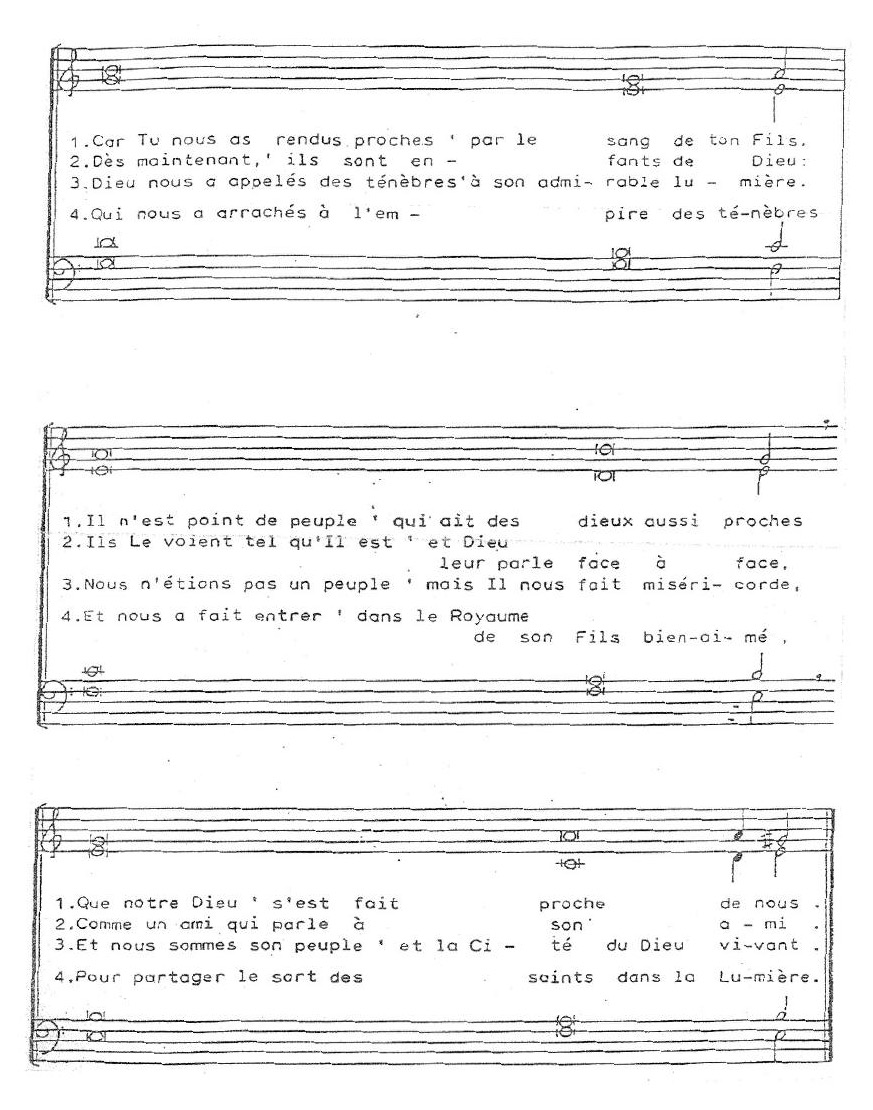 1.Car Tu nous as rendus proches ' par le sang de ton Fils.
2.Dès maintenant,' ils sont en - fants de Dieu:
3.Dieu nous a appelés des ténèbres'à son admi- rable lu - mière.
4.Qui nous a arrachés à l'em - pire des té-nèbres
1.Il n'est point de peuple ' qui ait des dieux aussi proches
2.Ils Le voient tel qu'Il est ' et Dieu
leur parle face à face,
3.Nous n'étions pas un peuple ' mais Il nous fait miséri- corde,
4.Et nous a fait entrer ' dans le Royaume
de son Fils bien-ai- mé ,
1.Que notre Dieu ' s'est fait proche de nous .
2.Comme un ami qui parle à son a - mi .
3.Et nous sommes son peuple ' et la Ci - té du Dieu vi-vant .
4.Pour partager le sort des saints dans la Lu-mière.